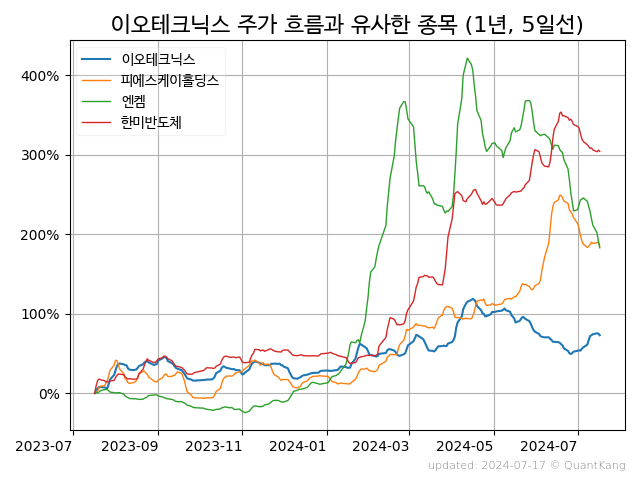 이오테크닉스 주가 흐름과 유사한 종목 (1년, 5일선)
이오테크닉스
피에스케이홀딩스
엔켐
한미반도체
400%
300%
200%
100%
0%
2023-07 2023-09 2023-11 2024-01 2024-03 2024-05 2024-07
updated: 2024-07-17 © QuantKang